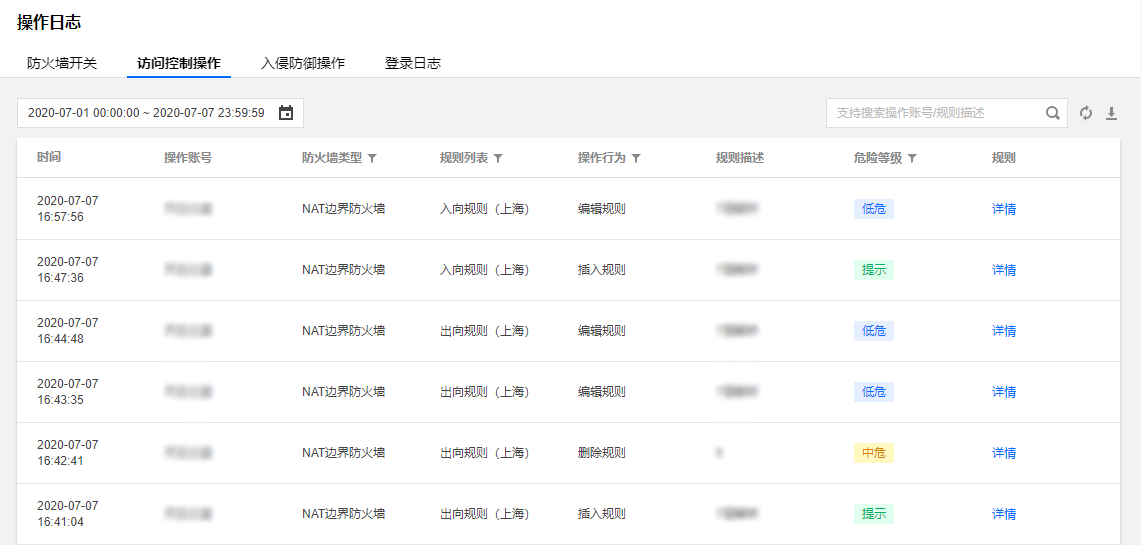 操作日志
防火墙开关 访问控制操作 入侵防御操作 登录日志
2020-07-01 00:00:00 ~ 2020-07-07 23:59:59 支持搜索操作账号/规则描述
时间 操作账号 防火墙类型 规则列表 操作行为 规则描述 危险等级 规则
2020-07-07
16:57:56 NAT边界防火墙 入向规则（上海） 编辑规则 低危 详情
2020-07-07
16:47:36 NAT边界防火墙 入向规则（上海） 插入规则 提示 详情
2020-07-07
16:44:48 NAT边界防火墙 出向规则（上海） 编辑规则 低危 详情
2020-07-07
16:43:35 NAT边界防火墙 出向规则（上海） 编辑规则 低危 详情
2020-07-07
16:42:41 NAT边界防火墙 出向规则（上海） 删除规则 中危 详情
2020-07-07
16:41:04 NAT边界防火墙 出向规则（上海） 插入规则 提示 详情